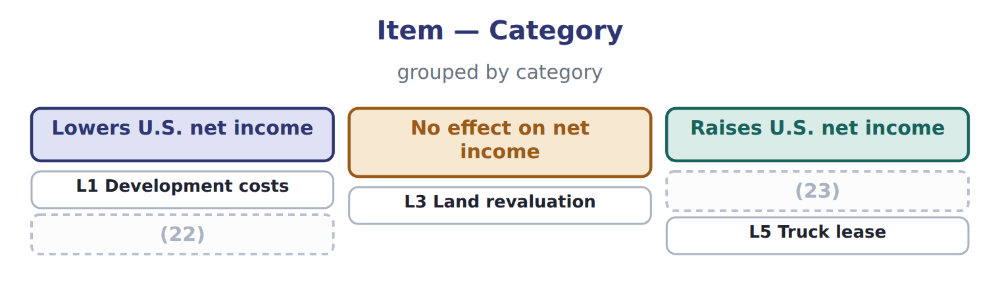 Item — Category
grouped by category
Lowers U.S. net income
L1 Development costs
(22)
No effect on net
income
L3 Land revaluation
Raises U.S. net income
(23)
L5 Truck lease